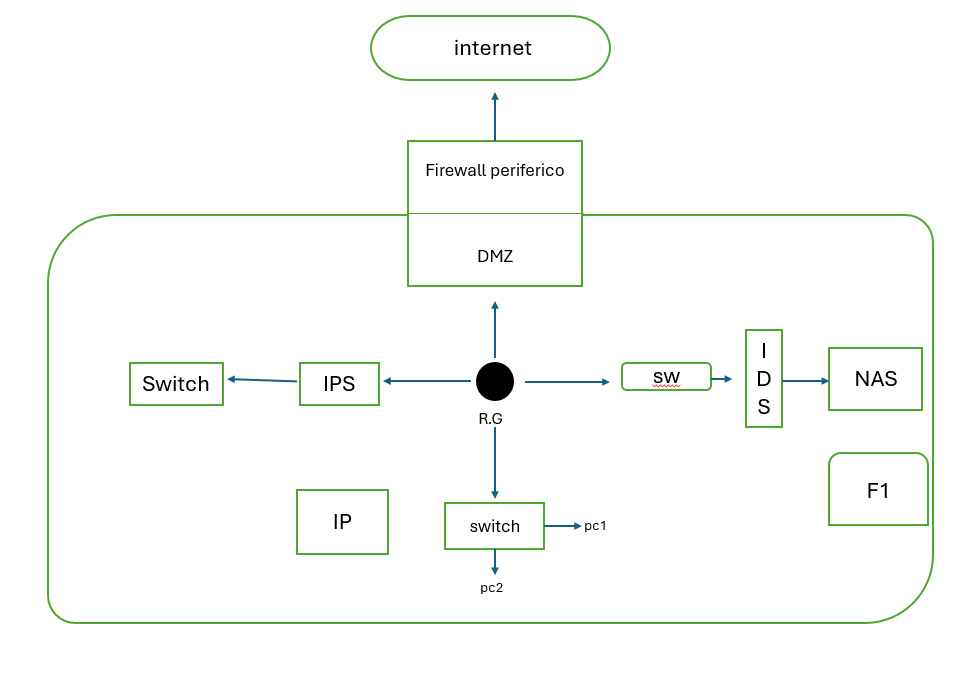 internet
Firewall periferico
DMZ
Switch
IPS
R.G
sw
I
D
S
NAS
F1
IP
switch
pc1
pc2